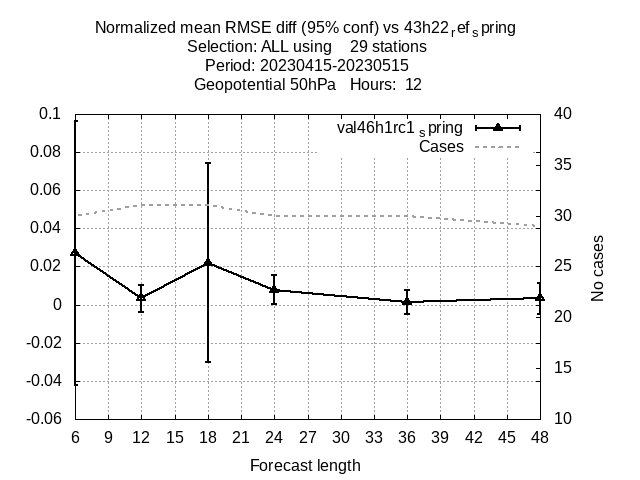 Normalized mean RMSE diff (95% conf) vs 43h22refspring
Selection: ALL using    29 stations
Period: 20230415-20230515
Geopotential 50hPa   Hours:  12
val46h1rc1spring
Cases
0.1
0.08
0.06
0.04
0.02
0
-0.02
-0.04
-0.06
40
35
30
25
20
15
10
No cases
6 9 12 15 18 21 24 27 30 33 36 39 42 45 48
Forecast length